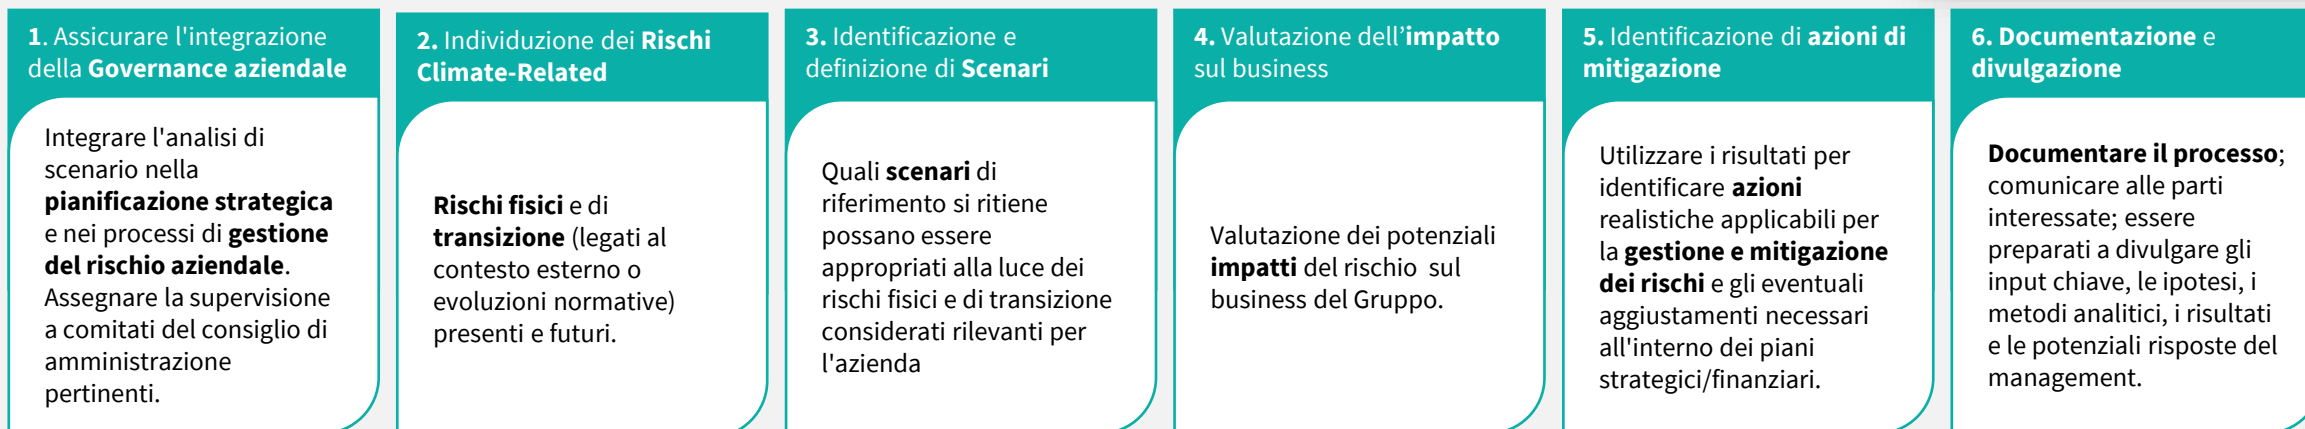 1. Assicurare l'integrazione
della Governance aziendale
Integrare l'analisi di
scenario nella
pianificazione strategica
e nei processi di gestione
del rischio aziendale.
Assegnare la supervisione
a comitati del consiglio di
amministrazione
pertinenti.
2. Individuzione dei Rischi
Climate-Related
Rischi fisici e di
transizione (legati al
contesto esterno o
evoluzioni normative)
presenti e futuri.
3. Identificazione e
definizione di Scenari
Quali scenari di
riferimento si ritiene
possano essere
appropriati alla luce dei
rischi fisici e di transizione
considerati rilevanti per
l'azienda
4. Valutazione dell’impatto
sul business
Valutazione dei potenziali
impatti del rischio sul
business del Gruppo.
5. Identificazione di azioni di
mitigazione
Utilizzare i risultati per
identificare azioni
realistiche applicabili per
la gestione e mitigazione
dei rischi e gli eventuali
aggiustamenti necessari
all'interno dei piani
strategici/finanziari.
6. Documentazione e
divulgazione
Documentare il processo;
comunicare alle parti
interessate; essere
preparati a divulgare gli
input chiave, le ipotesi, i
metodi analitici, i risultati
e le potenziali risposte del
management.